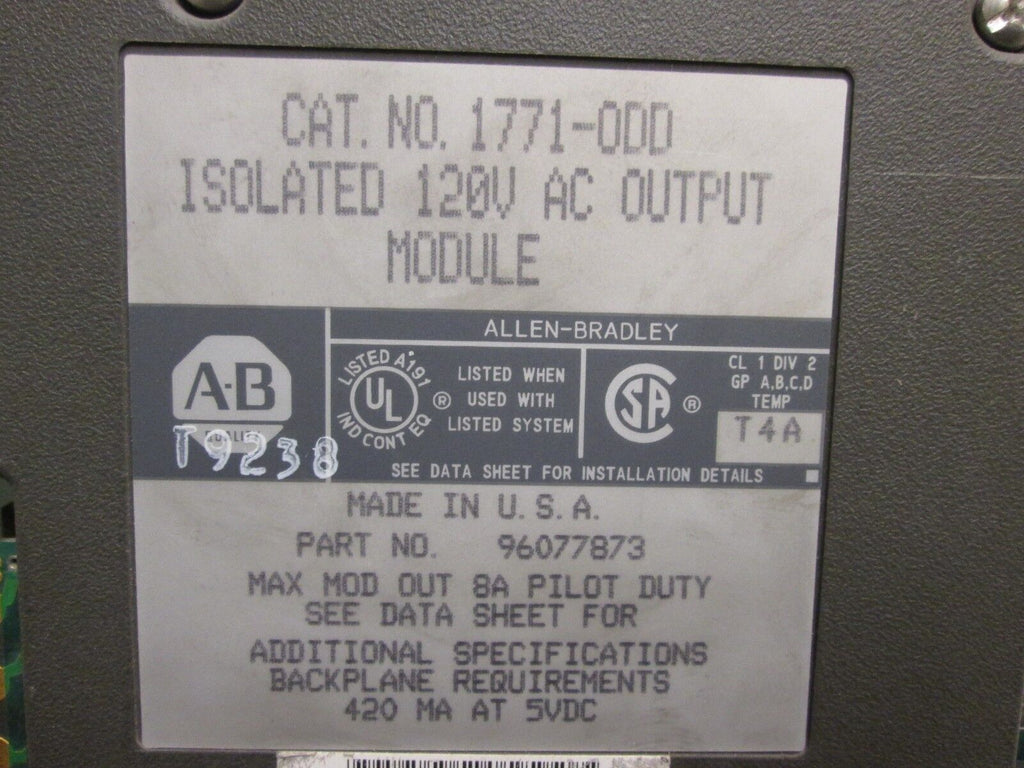 CAT. NO. 1771-ODD
ISOLATED 120V AC OUTPUT
MODULE
ALLEN-BRADLEY
A-B
QUALITY
T9238
LISTED A191
UL ®
IND CONT EQ
LISTED WHEN
USED WITH
LISTED SYSTEM
SA ®
CL 1 DIV 2
GP A,B,C,D
TEMP
T4A
SEE DATA SHEET FOR INSTALLATION DETAILS
MADE IN U.S.A.
PART NO. 96077873
MAX MOD OUT 8A PILOT DUTY
SEE DATA SHEET FOR
ADDITIONAL SPECIFICATIONS
BACKPLANE REQUIREMENTS
420 MA AT 5VDC